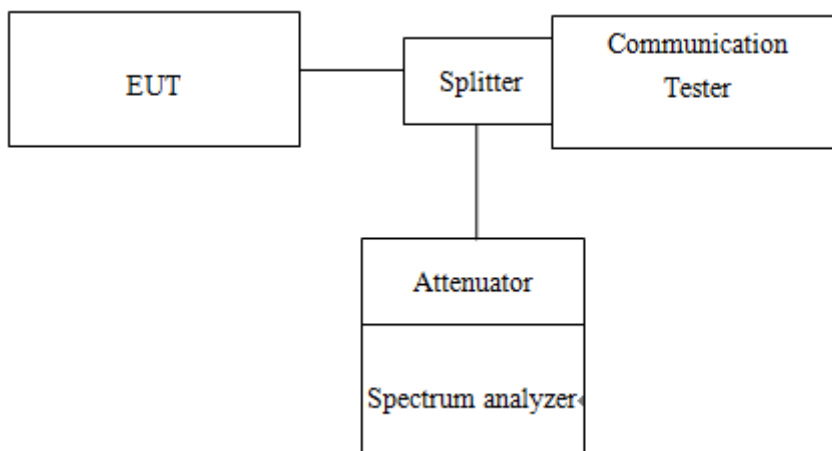 EUT
Splitter
Communication
Tester
Attenuator
Spectrum analyzer